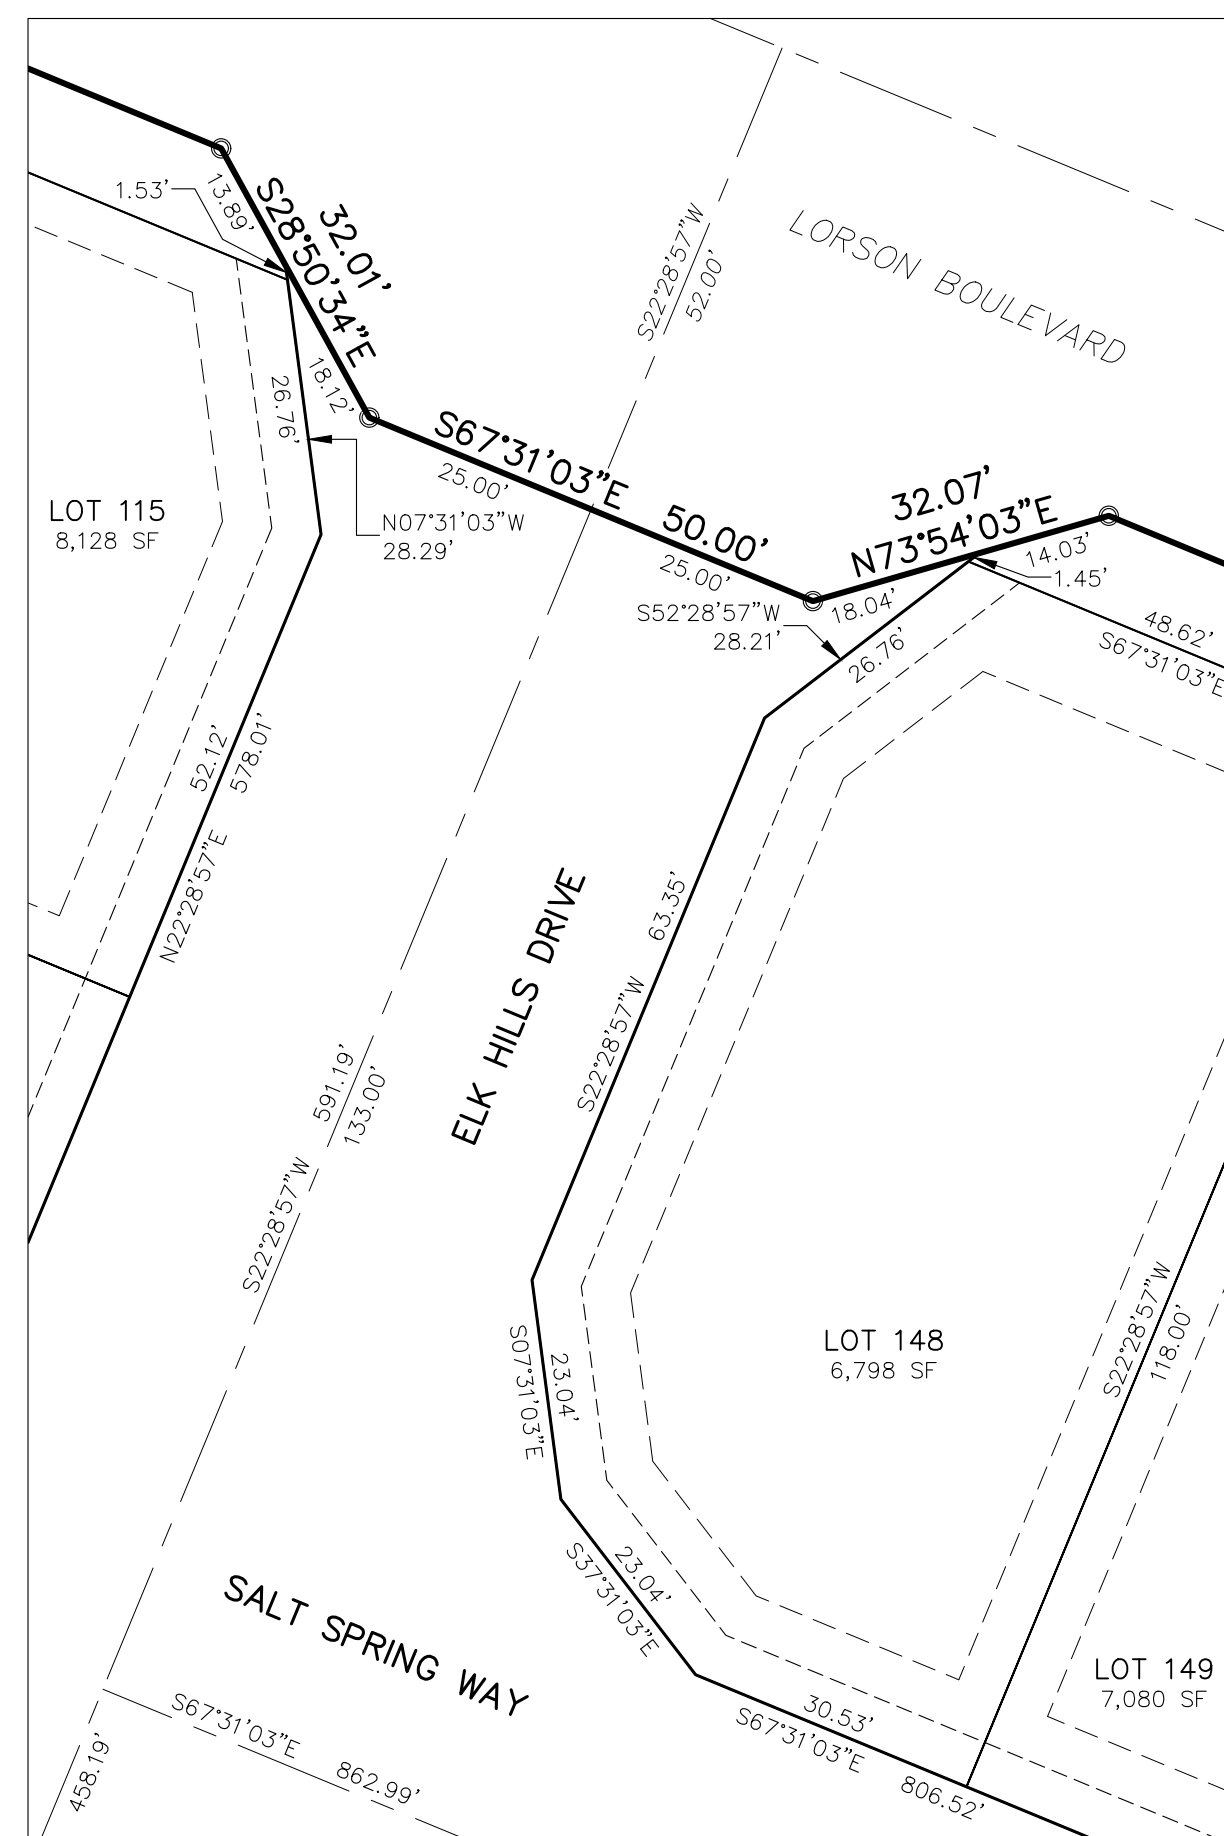 1.53'
13.89'
S28°50'34"E
32.01'
S22°28'57"W
52.00'
LORSON BOULEVARD
26.76'
18.12'
S67°31'03"E
50.00'
25.00'
25.00'
32.07'
N73°54'03"E
14.03'
1.45'
18.04'
LOT 115
8,128 SF
N07°31'03"W
28.29'
S52°28'57"W
28.21'
26.76'
48.62'
S67°31'03"E
52.12'
578.01'
N22°28'57"E
63.35'
S22°28'57"W
ELK HILLS DRIVE
591.19'
133.00'
S22°28'57"W
S22°28'57"W
118.00'
LOT 148
6,798 SF
S07°31'03"E
23.04'
S37°31'03"E
23.04'
SALT SPRING WAY
LOT 149
7,080 SF
S67°31'03"E
862.99'
458.19'
30.53'
S67°31'03"E
806.52'